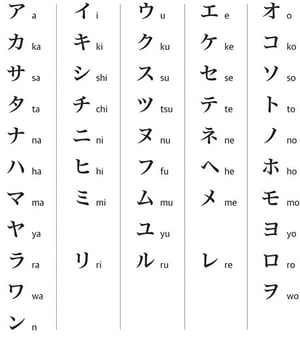 ア a イ i ウ u エ e オ o
カ ka キ ki ク ku ケ ke コ ko
サ sa シ shi ス su セ se ソ so
タ ta チ chi ツ tsu テ te ト to
ナ na ニ ni ヌ nu ネ ne ノ no
ハ ha ヒ hi フ fu ヘ he ホ ho
マ ma ミ mi ム mu メ me モ mo
ヤ ya ユ yu ヨ yo
ラ ra リ ri ル ru レ re ロ ro
ワ wa ヲ wo
ン n